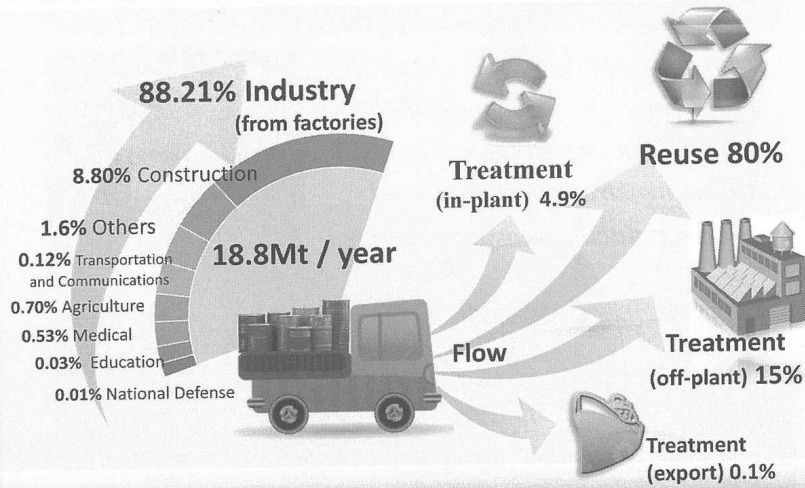 88.21% Industry
(from factories)
8.80% Construction
1.6% Others
0.12% Transportation
and Communications
0.70% Agriculture
0.53% Medical
0.03% Education
0.01% National Defense
18.8Mt / year
Flow
Treatment
(in-plant) 4.9%
Reuse 80%
Treatment
(off-plant) 15%
Treatment
(export) 0.1%